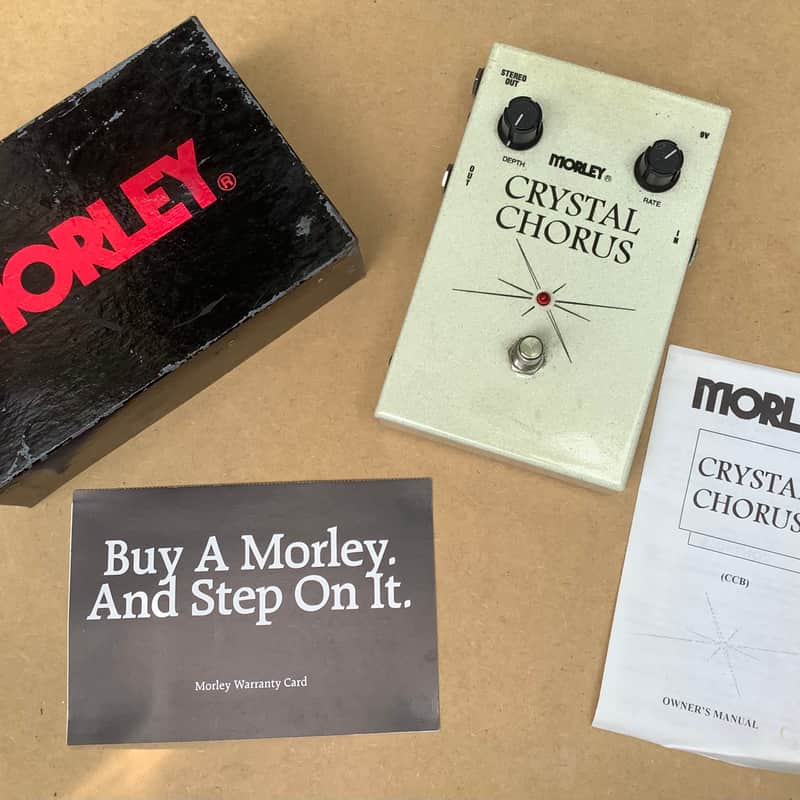 MORLEY®
STEREO
OUT
9V
DEPTH
RATE
OUT
IN
MORLEY®
CRYSTAL
CHORUS
Buy A Morley.
And Step On It.
Morley Warranty Card
MORL
CRYSTA
CHORUS
(CCB)
OWNER'S MANUAL